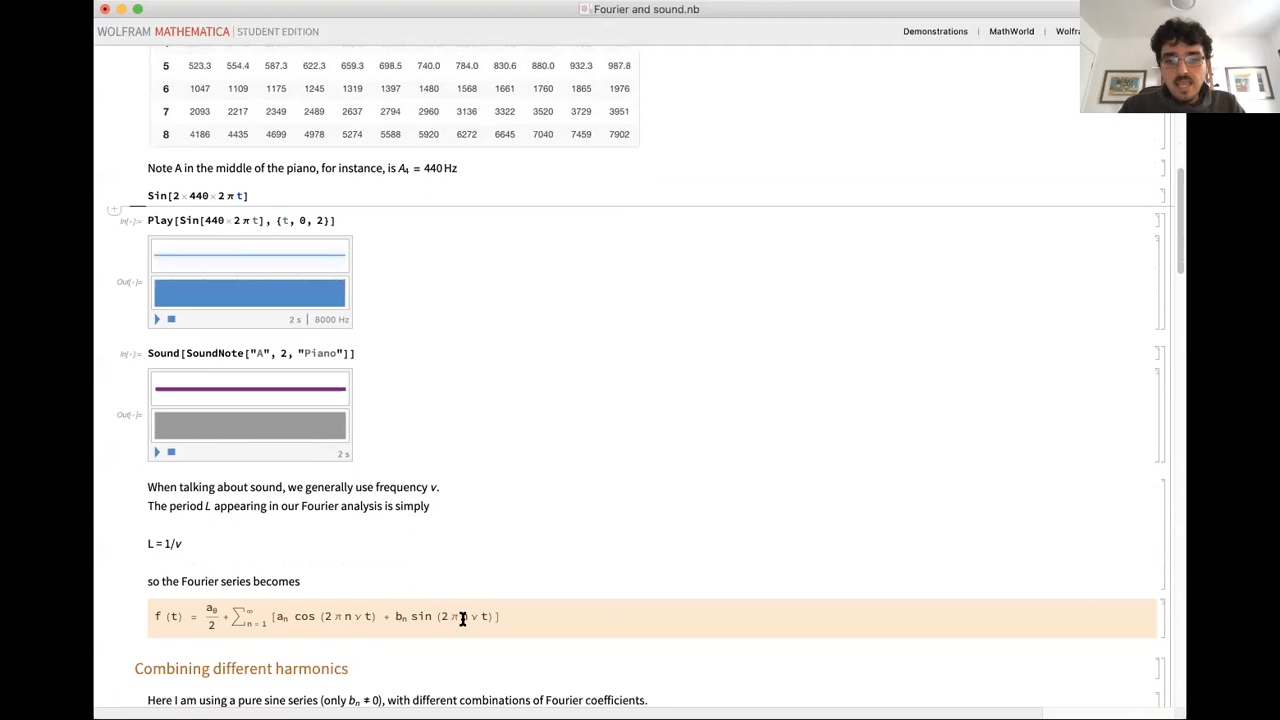 Fourier and sound.nb
WOLFRAM MATHEMATICA | STUDENT EDITION
Demonstrations | MathWorld | Wolfra
5 523.3 554.4 587.3 622.3 659.3 698.5 740.0 784.0 830.6 880.0 932.3 987.8
6 1047 1109 1175 1245 1319 1397 1480 1568 1661 1760 1865 1976
7 2093 2217 2349 2489 2637 2794 2960 3136 3322 3520 3729 3951
8 4186 4435 4699 4978 5274 5588 5920 6272 6645 7040 7459 7902
Note A in the middle of the piano, for instance, is A₄ = 440 Hz
Sin[2×440×2 π t]
In[-]:= Play[Sin[440×2 π t], {t, 0, 2}]
Out[-]=
2 s | 8000 Hz
In[-]:= Sound[SoundNote["A", 2, "Piano"]]
Out[-]=
2 s
When talking about sound, we generally use frequency ν.
The period L appearing in our Fourier analysis is simply
L = 1/ν
so the Fourier series becomes
f (t) = a₀/2 + ∑ₙ₌₁^∞ [aₙ cos (2 π n ν t) + bₙ sin (2 π n ν t)]
Combining different harmonics
Here I am using a pure sine series (only bₙ ≠ 0), with different combinations of Fourier coefficients.